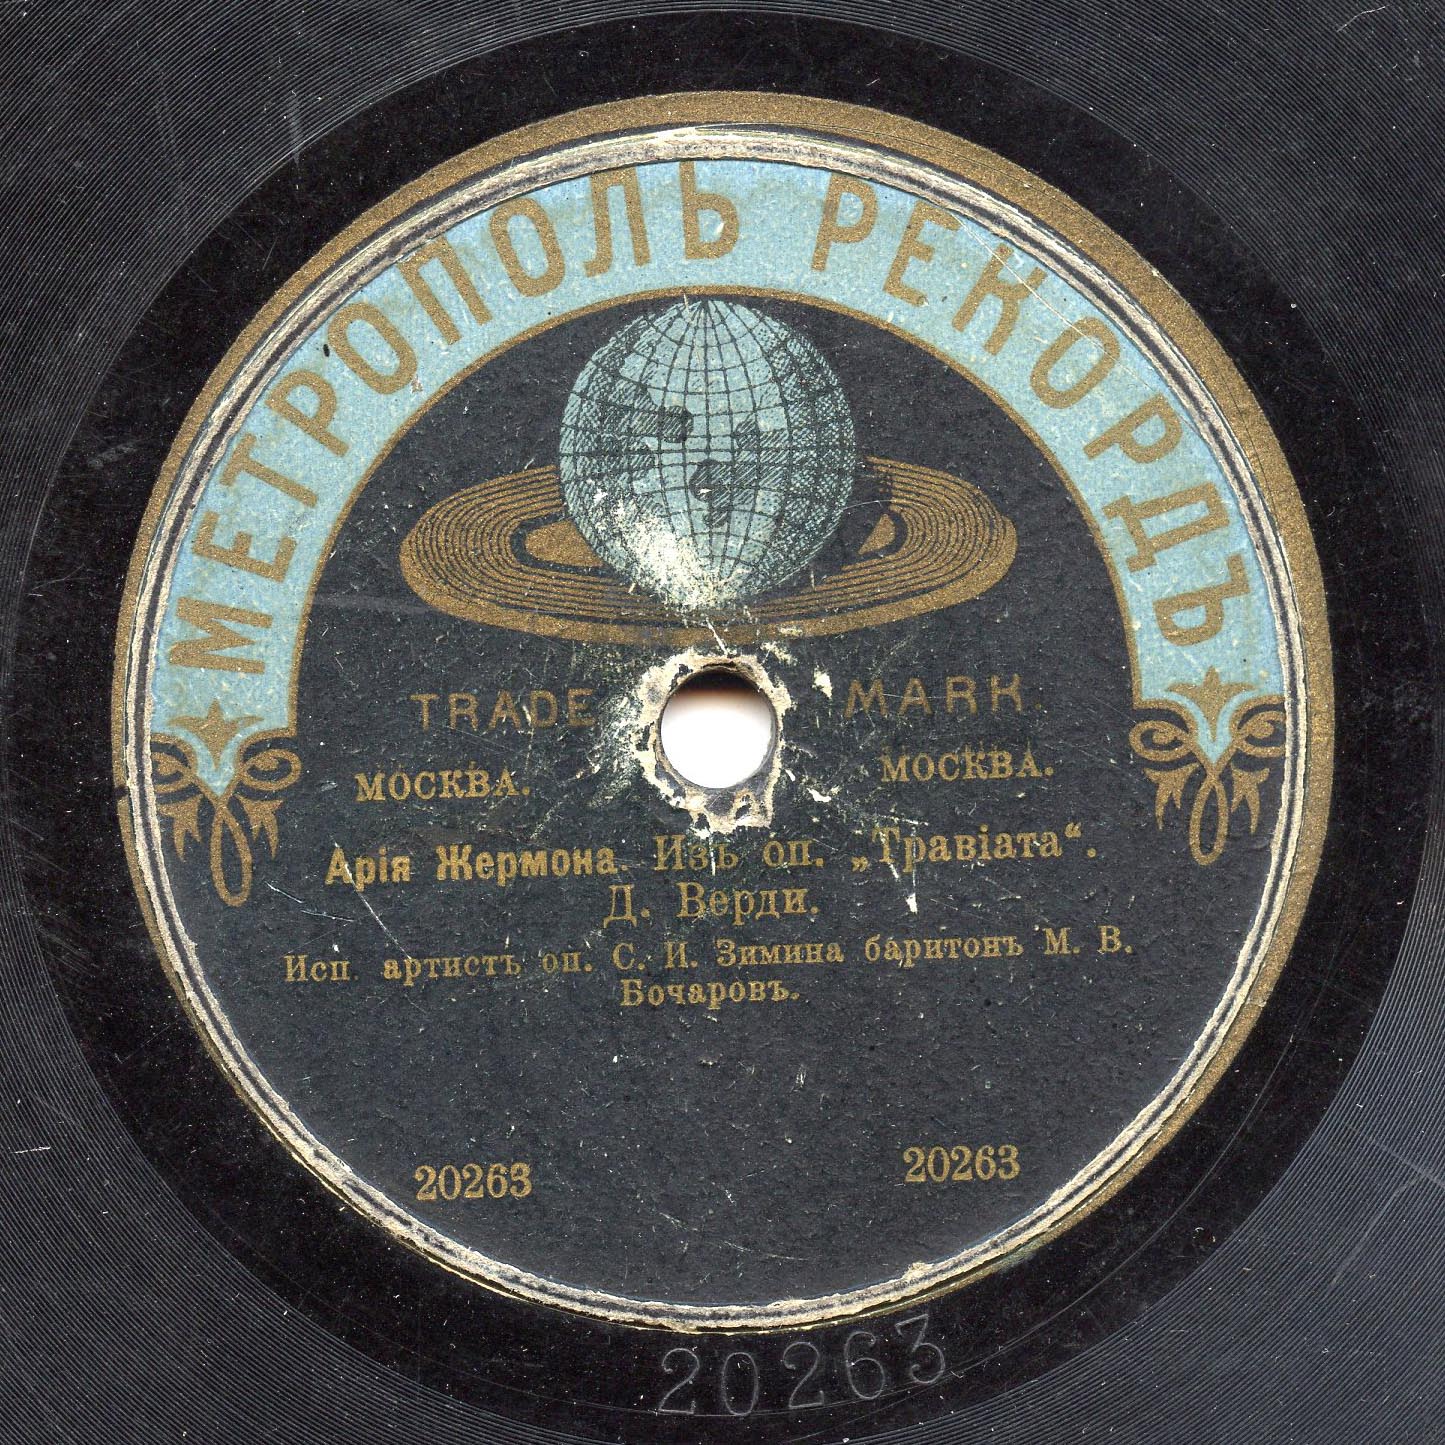 МЕТРОПОЛЬ РЕКОРДЪ
TRADE MARK.
МОСКВА. МОСКВА.
Арія Жермона. Изъ оп. „Травіата“.
Д. Верди.
Исп. артистъ оп. С. И. Зимина баритонъ М. В.
Бочаровъ.
20263 20263
20263